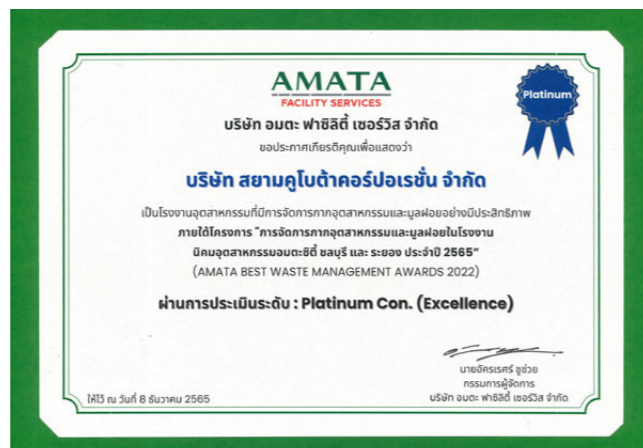 AMATA
FACILITY SERVICES
Platinum
บริษัท อมตะ ฟาซิลิตี้ เซอร์วิส จำกัด
ขอประกาศเกียรติคุณเพื่อแสดงว่า
บริษัท สยามคูโบต้าคอร์ปอเรชั่น จำกัด
เป็นโรงงานอุตสาหกรรมที่มีการจัดการกากอุตสาหกรรมและมูลฝอยอย่างมีประสิทธิภาพ
ภายใต้โครงการ "การจัดการกากอุตสาหกรรมและมูลฝอยในโรงงาน
นิคมอุตสาหกรรมอมตะซิตี้ ชลบุรี และ ระยอง ประจำปี 2565"
(AMATA BEST WASTE MANAGEMENT AWARDS 2022)
ผ่านการประเมินระดับ : Platinum Con. (Excellence)
นายอัครเรศร์ ชูช่วย
กรรมการผู้จัดการ
บริษัท อมตะ ฟาซิลิตี้ เซอร์วิส จำกัด
ให้ไว้ ณ วันที่ 8 ธันวาคม 2565